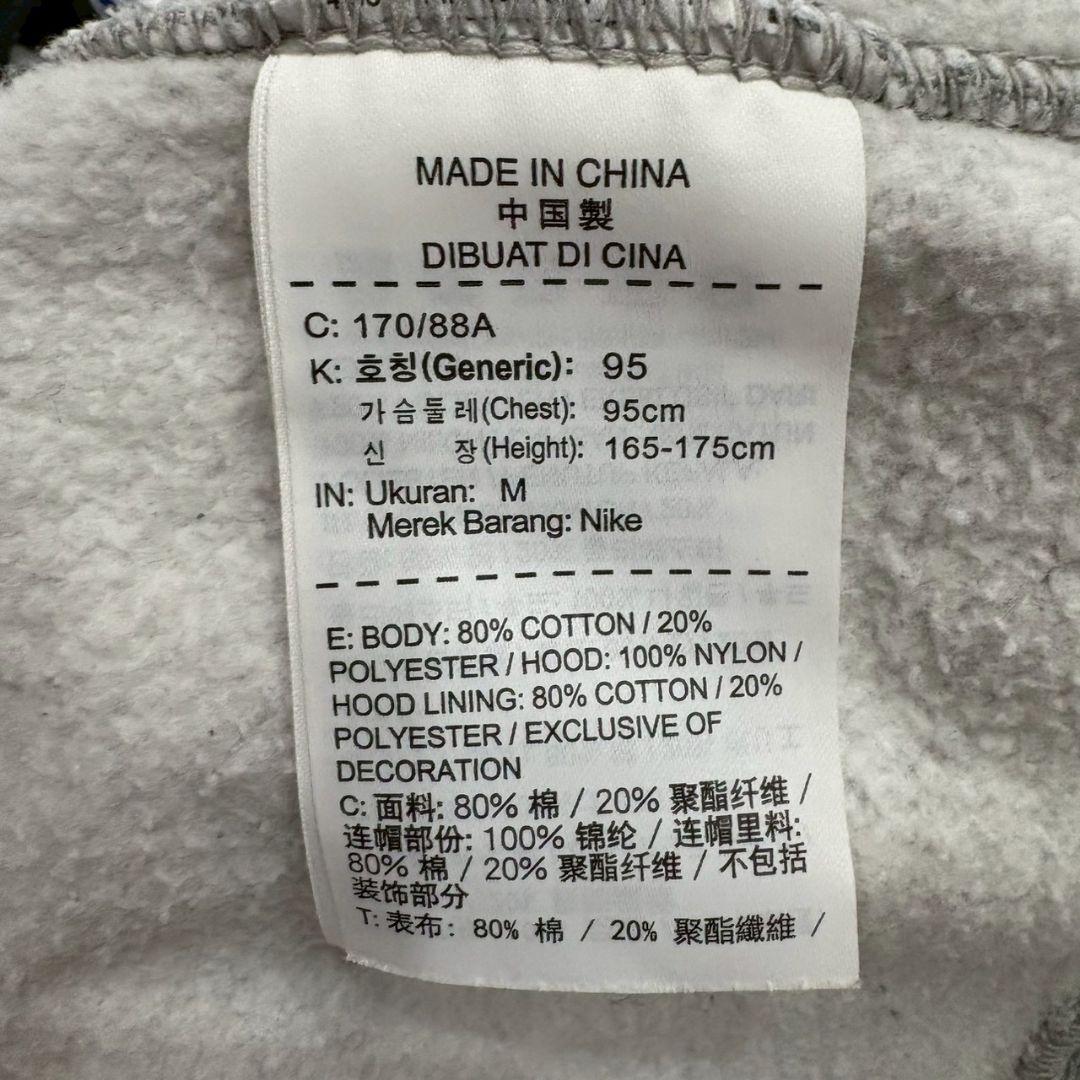 MADE IN CHINA
中国製
DIBUAT DI CINA
C: 170/88A
K: 호칭(Generic): 95
가슴둘레(Chest): 95cm
신 장(Height): 165-175cm
IN: Ukuran: M
Merek Barang: Nike
E: BODY: 80% COTTON / 20%
POLYESTER / HOOD: 100% NYLON /
HOOD LINING: 80% COTTON / 20%
POLYESTER / EXCLUSIVE OF
DECORATION
C: 面料: 80% 棉 / 20% 聚酯纤维 /
连帽部份: 100% 锦纶 / 连帽里料:
80% 棉 / 20% 聚酯纤维 / 不包括
装饰部分
T: 表布: 80% 棉 / 20% 聚酯纖維 /